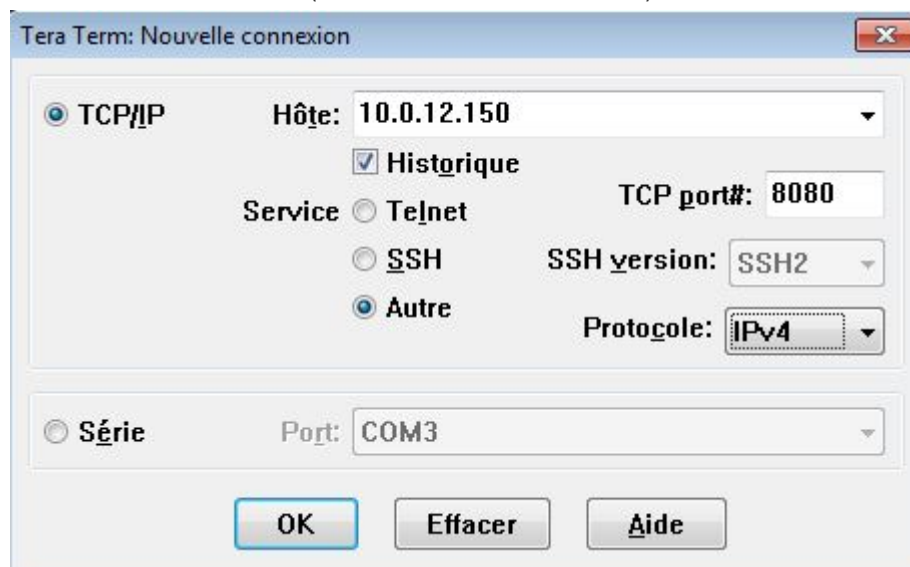 Tera Term: Nouvelle connexion
TCP/IP Hôte: 10.0.12.150
Historique
Service Telnet TCP port#: 8080
SSH SSH version: SSH2
Autre Protocole: IPv4
Série Port: COM3
OK Effacer Aide